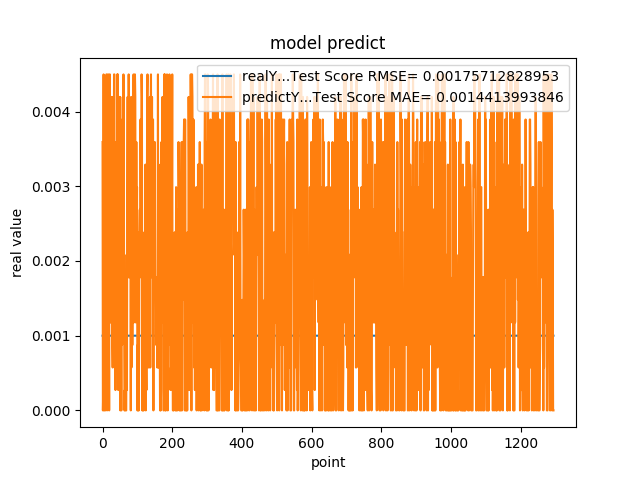 model predict
realY...Test Score RMSE= 0.00175712828953
predictY...Test Score MAE= 0.0014413993846
0.004
0.003
0.002
0.001
0.000
real value
0 200 400 600 800 1000 1200
point